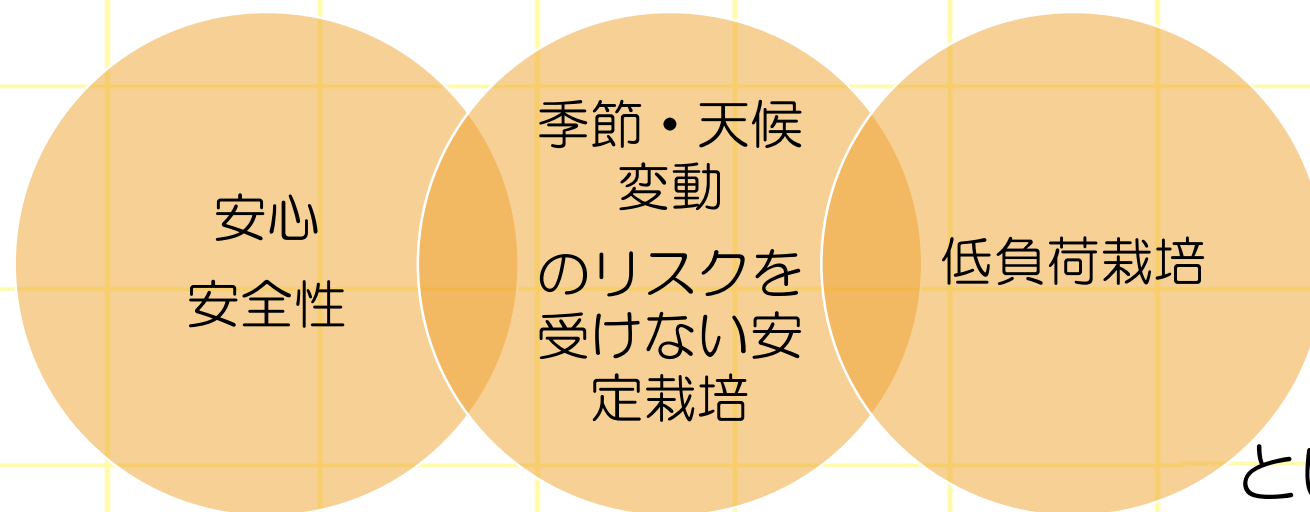 安心
安全性
季節・天候
変動
のリスクを
受けない安
定栽培
低負荷栽培
と